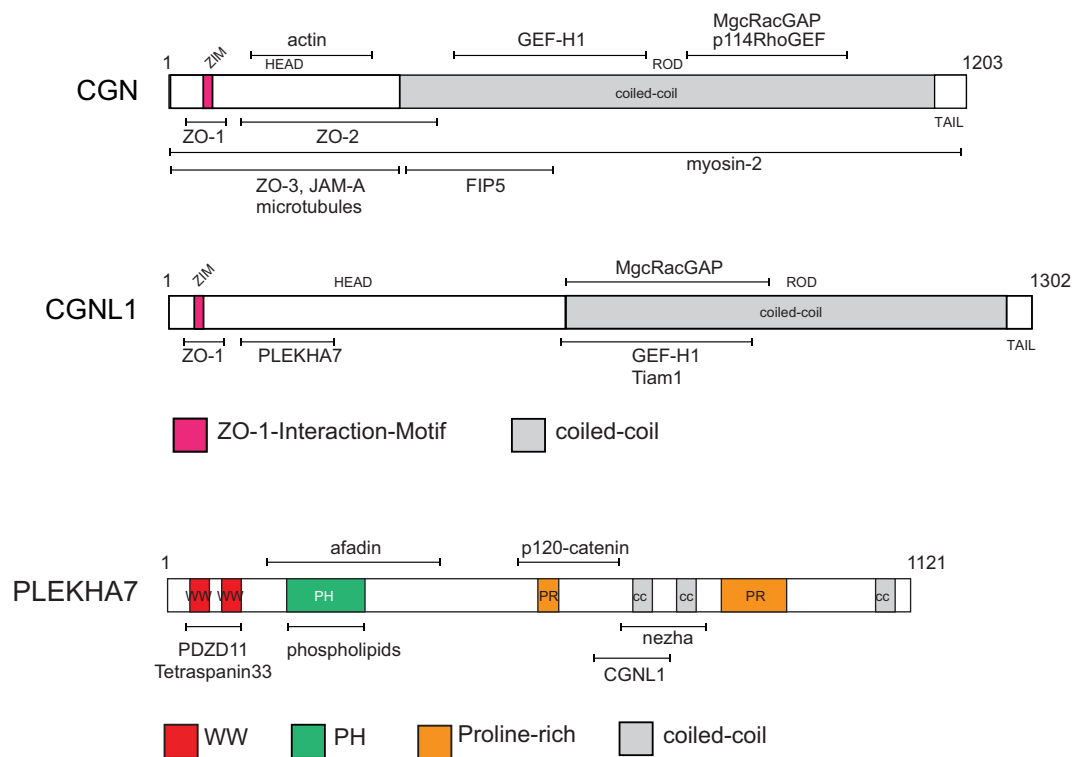 MgcRacGAP
actin GEF-H1 p114RhoGEF
1 ZIM HEAD ROD 1203
CGN coiled-coil
TAIL
ZO-1 ZO-2
myosin-2
ZO-3, JAM-A FIP5
microtubules
MgcRacGAP
1 ZIM HEAD ROD 1302
CGNL1 coiled-coil
ZO-1 PLEKHA7 GEF-H1 TAIL
Tiam1
ZO-1-Interaction-Motif coiled-coil
afadin p120-catenin
1 1121
PLEKHA7 WW WW PH PR cc cc PR cc
PDZD11 phospholipids nezha
Tetraspanin33 CGNL1
WW PH Proline-rich coiled-coil